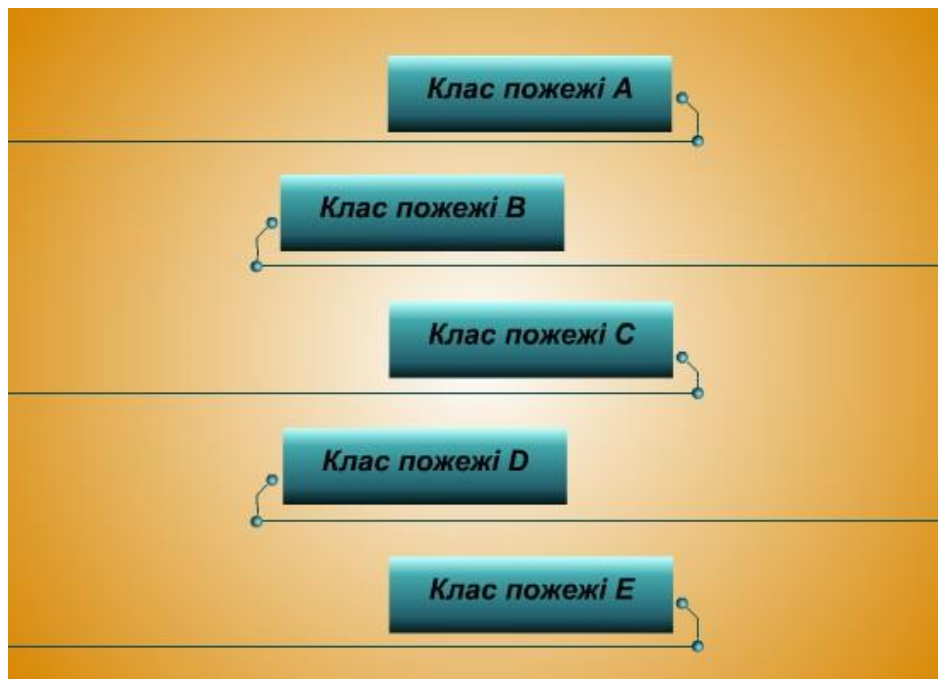 Клас пожежі А
Клас пожежі В
Клас пожежі С
Клас пожежі D
Клас пожежі Е